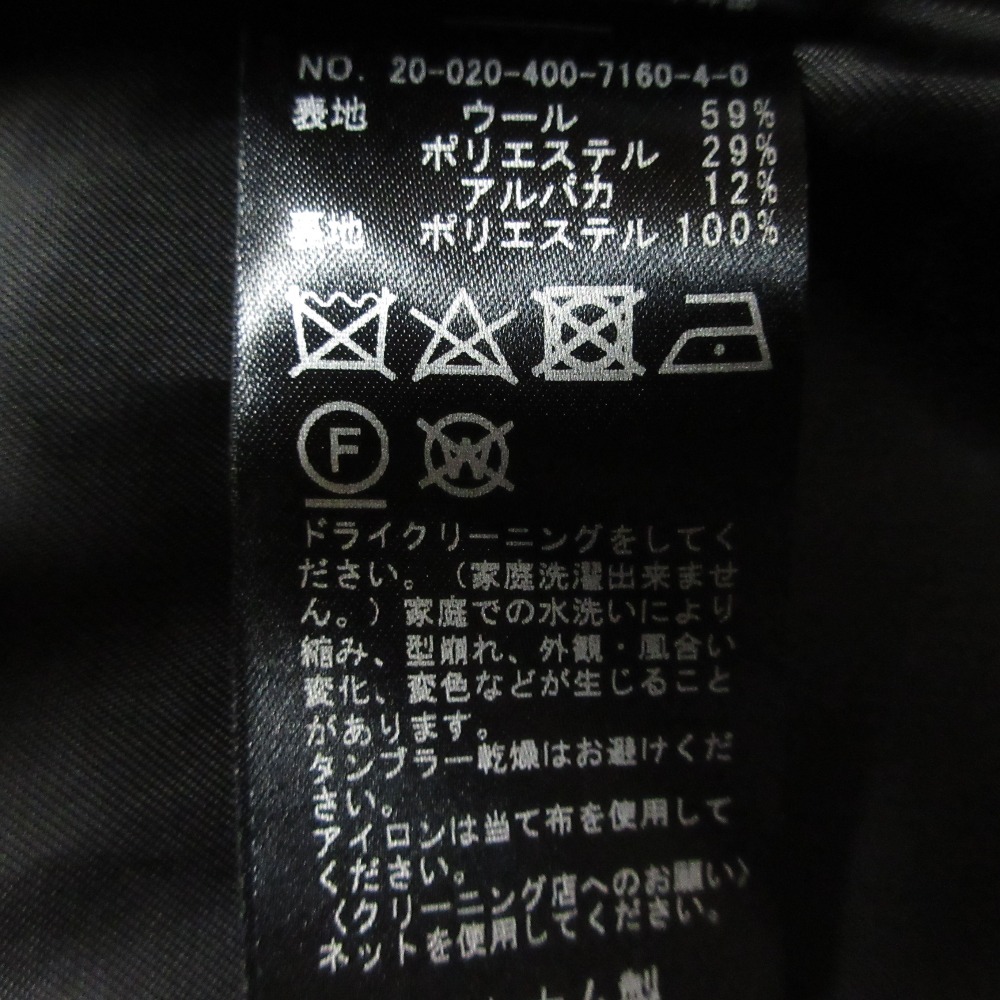 NO. 20-020-400-7160-4-0
表地 ウール 59%
ポリエステル 29%
アルパカ 12%
裏地 ポリエステル 100%
F W
ドライクリーニングをしてく
ださい。（家庭洗濯出来ませ
ん。）家庭での水洗いにより
縮み、型崩れ、外観・風合い
変化、変色などが生じること
があります。
タンブラー乾燥はお避けくだ
さい。
アイロンは当て布を使用して
ください。
〈クリーニング店へのお願い〉
ネットを使用してください。
製